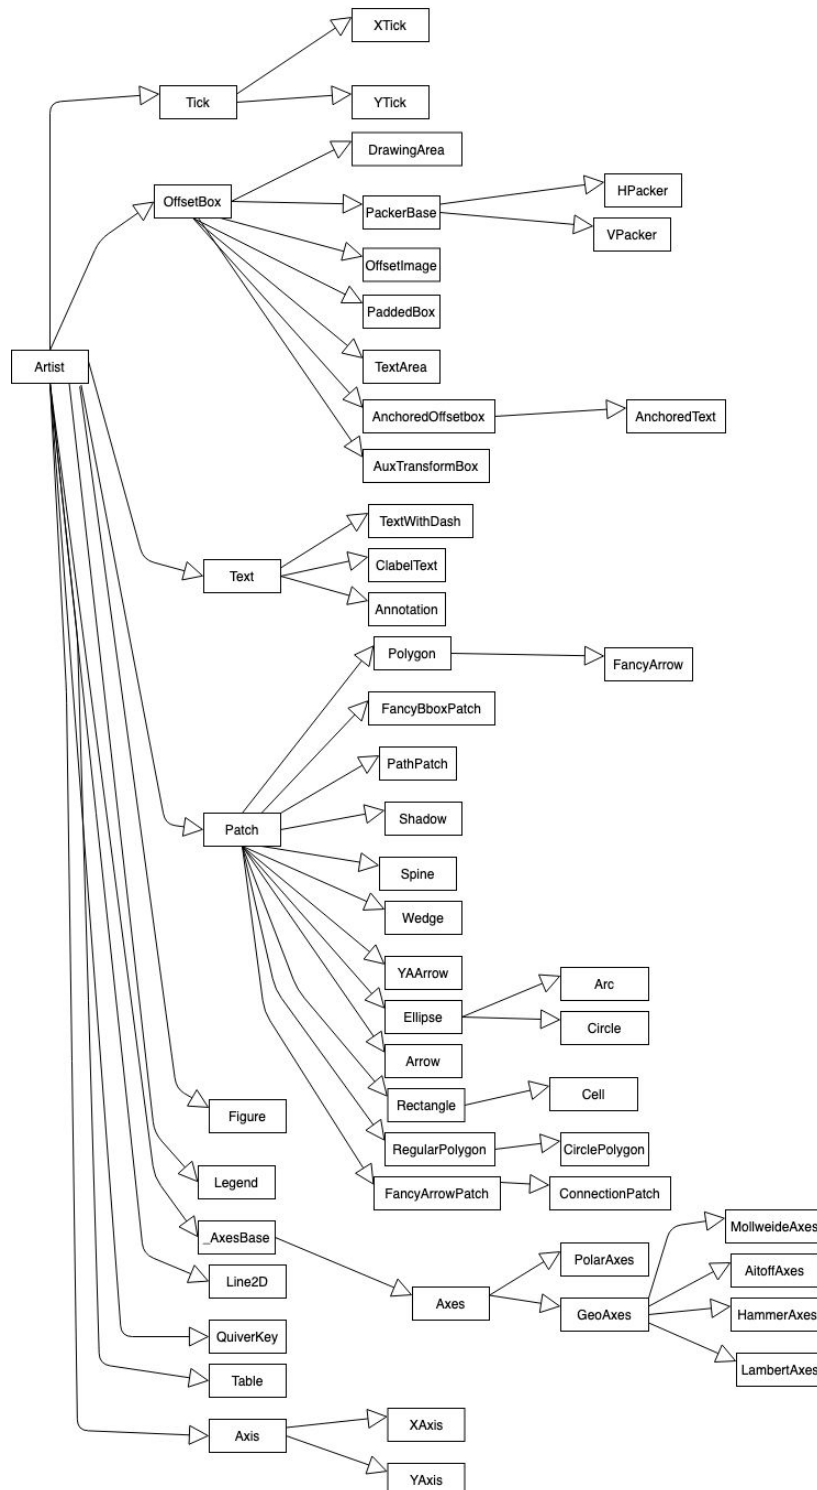 XTick
Tick
YTick
DrawingArea
OffsetBox
PackerBase
HPacker
VPacker
OffsetImage
PaddedBox
Artist
TextArea
AnchoredOffsetbox
AnchoredText
AuxTransformBox
TextWithDash
ClabelText
Text
Annotation
Polygon
FancyArrow
FancyBboxPatch
PathPatch
Patch
Shadow
Spine
Wedge
YAArrow
Arc
Ellipse
Circle
Arrow
Rectangle
Cell
Figure
RegularPolygon
CirclePolygon
Legend
FancyArrowPatch
ConnectionPatch
_AxesBase
MollweideAxes
PolarAxes
AitoffAxes
Line2D
Axes
GeoAxes
HammerAxes
QuiverKey
LambertAxes
Table
Axis
XAxis
YAxis